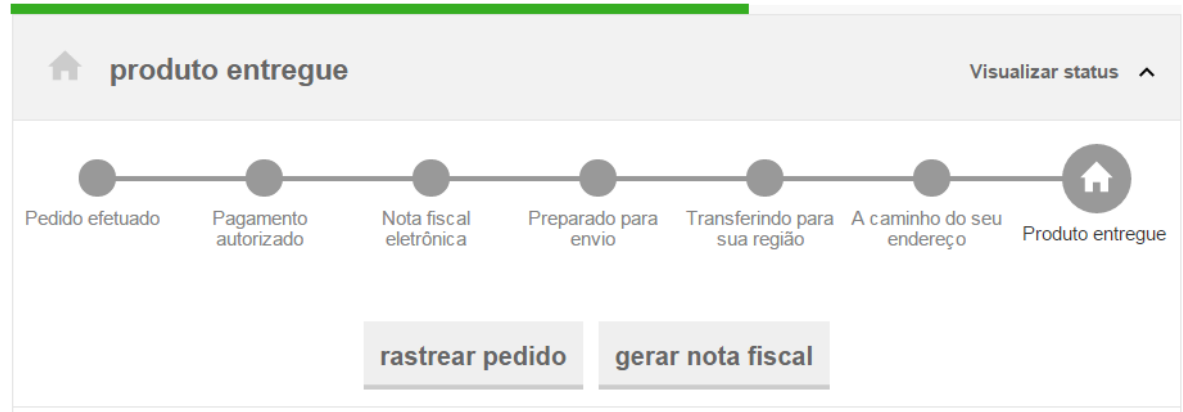 produto entregue
Visualizar status
Pedido efetuado
Pagamento
autorizado
Nota fiscal
eletrônica
Preparado para
envio
Transferindo para
sua região
A caminho do seu
endereço
Produto entregue
rastrear pedido
gerar nota fiscal